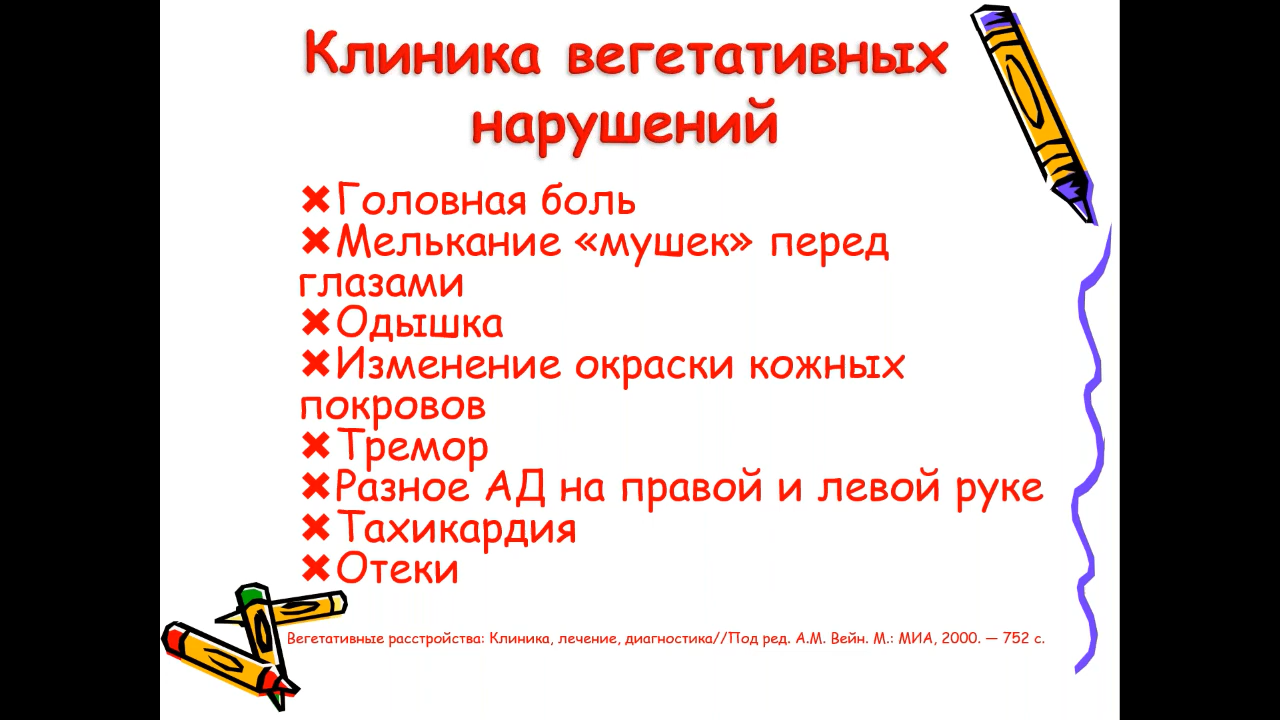 Клиника вегетативных
нарушений
✖Головная боль
✖Мелькание «мушек» перед
глазами
✖Одышка
✖Изменение окраски кожных
покровов
✖Тремор
✖Разное АД на правой и левой руке
✖Тахикардия
✖Отеки
Вегетативные расстройства: Клиника, лечение, диагностика//Под ред. А.М. Вейн. М.: МИА, 2000. — 752 с.